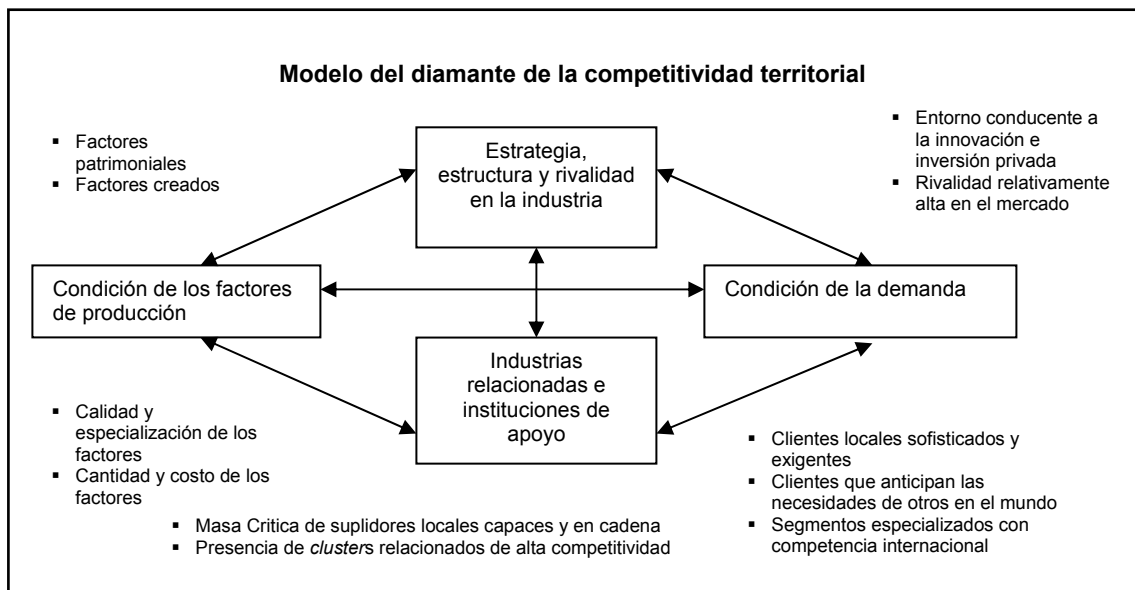 Modelo del diamante de la competitividad territorial
▪ Factores
patrimoniales
▪ Factores creados
Estrategia,
estructura y rivalidad
en la industria
▪ Entorno conducente a
la innovación e
inversión privada
▪ Rivalidad relativamente
alta en el mercado
Condición de los factores
de producción
Condición de la demanda
Industrias
relacionadas e
instituciones de
apoyo
▪ Calidad y
especialización de los
factores
▪ Cantidad y costo de los
factores
▪ Clientes locales sofisticados y
exigentes
▪ Clientes que anticipan las
necesidades de otros en el mundo
▪ Segmentos especializados con
competencia internacional
▪ Masa Critica de suplidores locales capaces y en cadena
▪ Presencia de clusters relacionados de alta competitividad